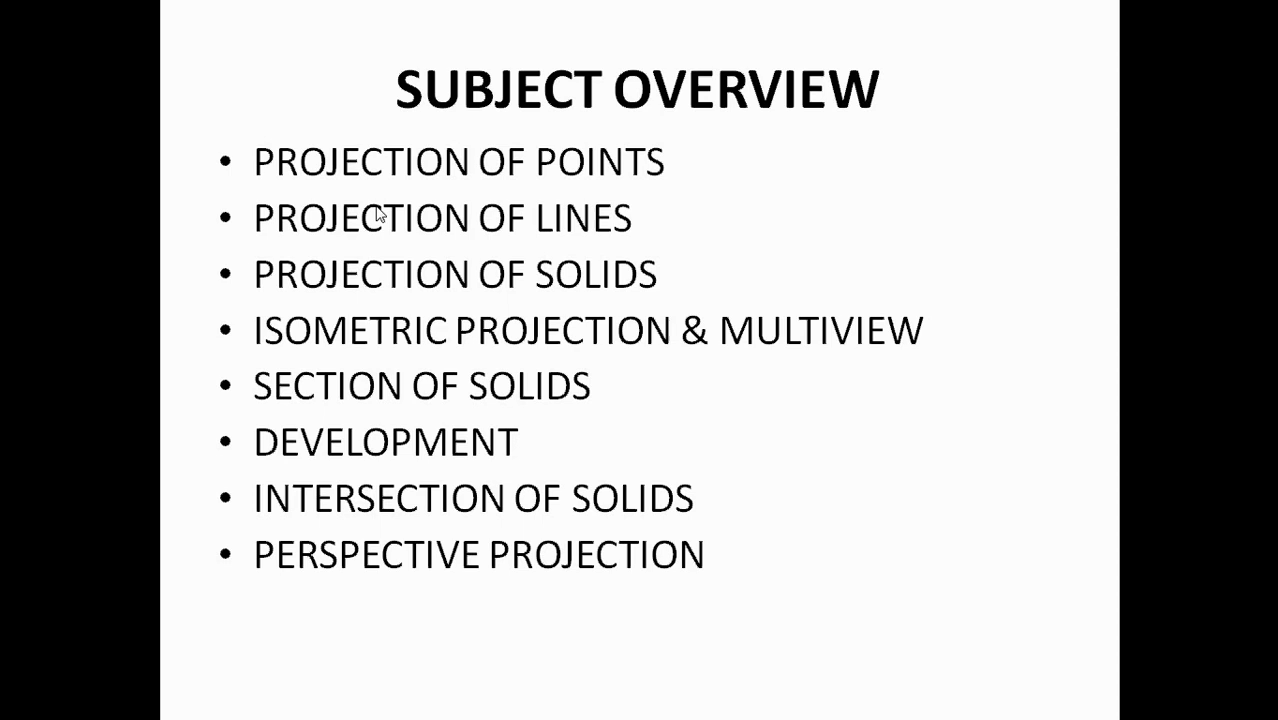 SUBJECT OVERVIEW
• PROJECTION OF POINTS
• PROJECTION OF LINES
• PROJECTION OF SOLIDS
• ISOMETRIC PROJECTION & MULTIVIEW
• SECTION OF SOLIDS
• DEVELOPMENT
• INTERSECTION OF SOLIDS
• PERSPECTIVE PROJECTION